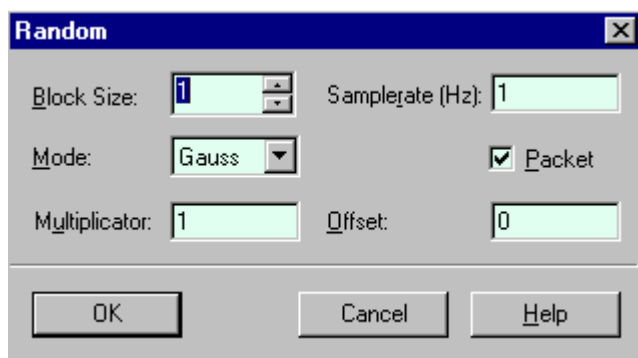 Random
Block Size: 1 Samplerate (Hz): 1
Mode: Gauss Packet
Multiplicator: 1 Offset: 0
OK Cancel Help